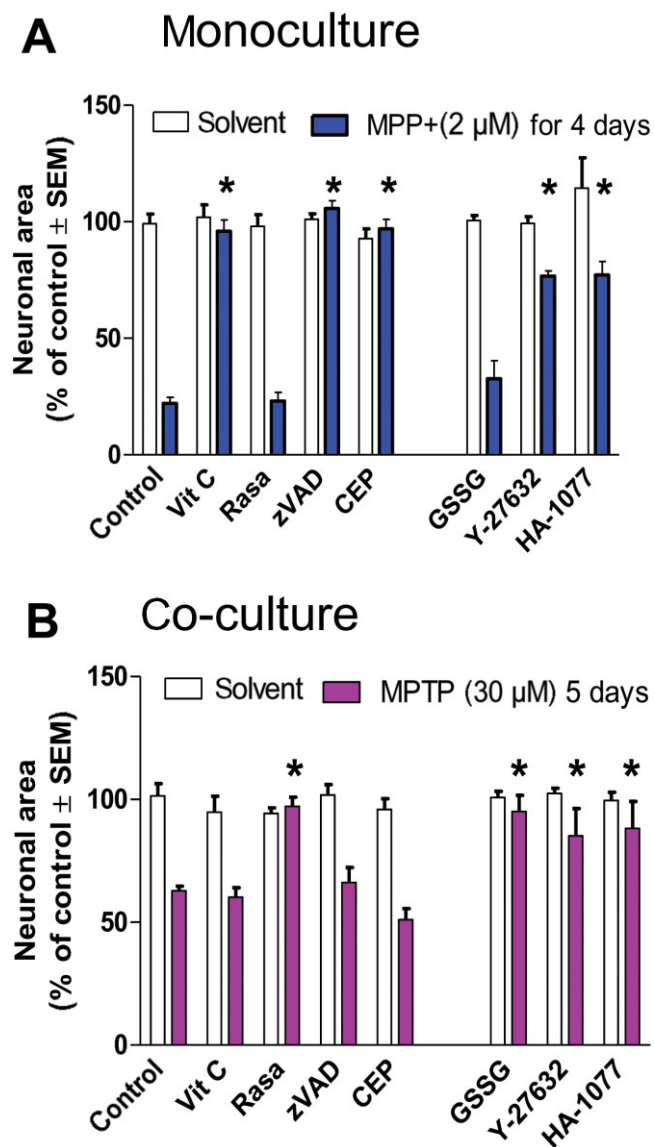 A Monoculture
Neuronal area
(% of control ± SEM)
150
100
50
0
Solvent MPP+(2 μM) for 4 days
* * * * *
Control Vit C Rasa zVAD CEP GSSG Y-27632 HA-1077
B Co-culture
Neuronal area
(% of control ± SEM)
150
100
50
0
Solvent MPTP (30 μM) 5 days
* * * *
Control Vit C Rasa zVAD CEP GSSG Y-27632 HA-1077